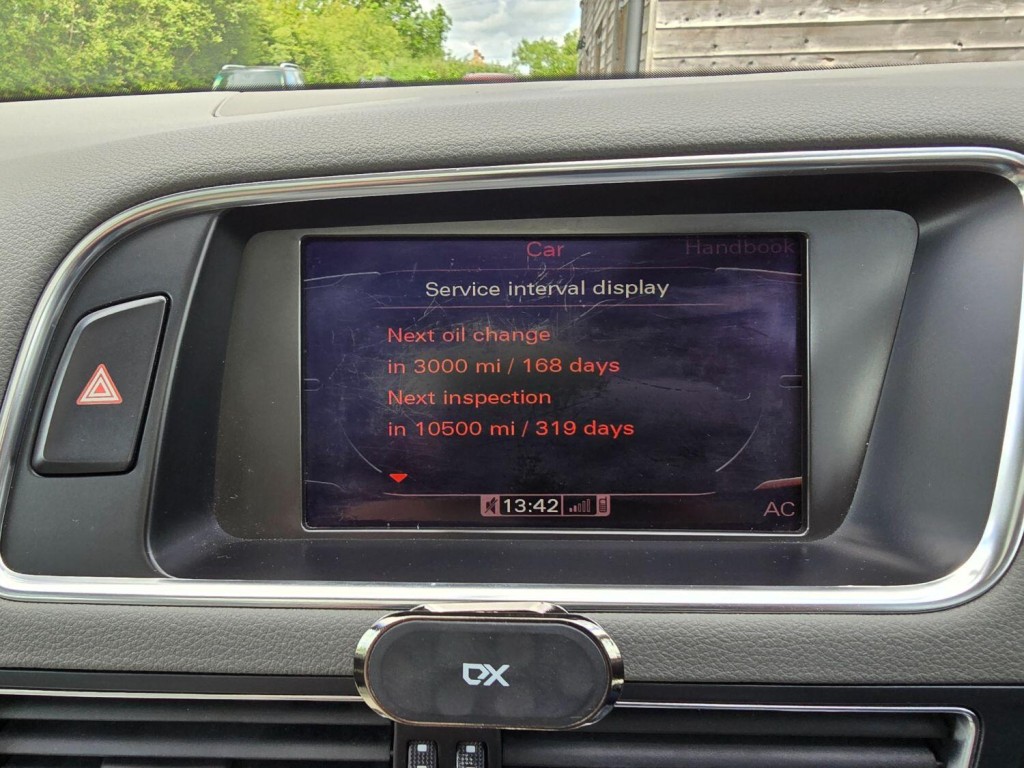 Car
Handbook
Service interval display
Next oil change
in 3000 mi / 168 days
Next inspection
in 10500 mi / 319 days
13:42
AC
DX